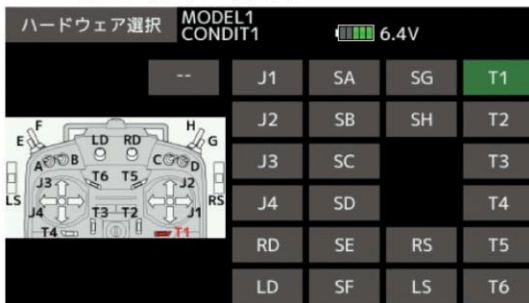 ハードウェア選択
MODEL1
CONDIT1
6.4V
-- J1 SA SG T1
J2 SB SH T2
J3 SC T3
J4 SD T4
RD SE RS T5
LD SF LS T6
F H
E LD RD G
A B C D
J3 T6 T5 J2
LS RS
J4 T3 T2 J1
T4 T1